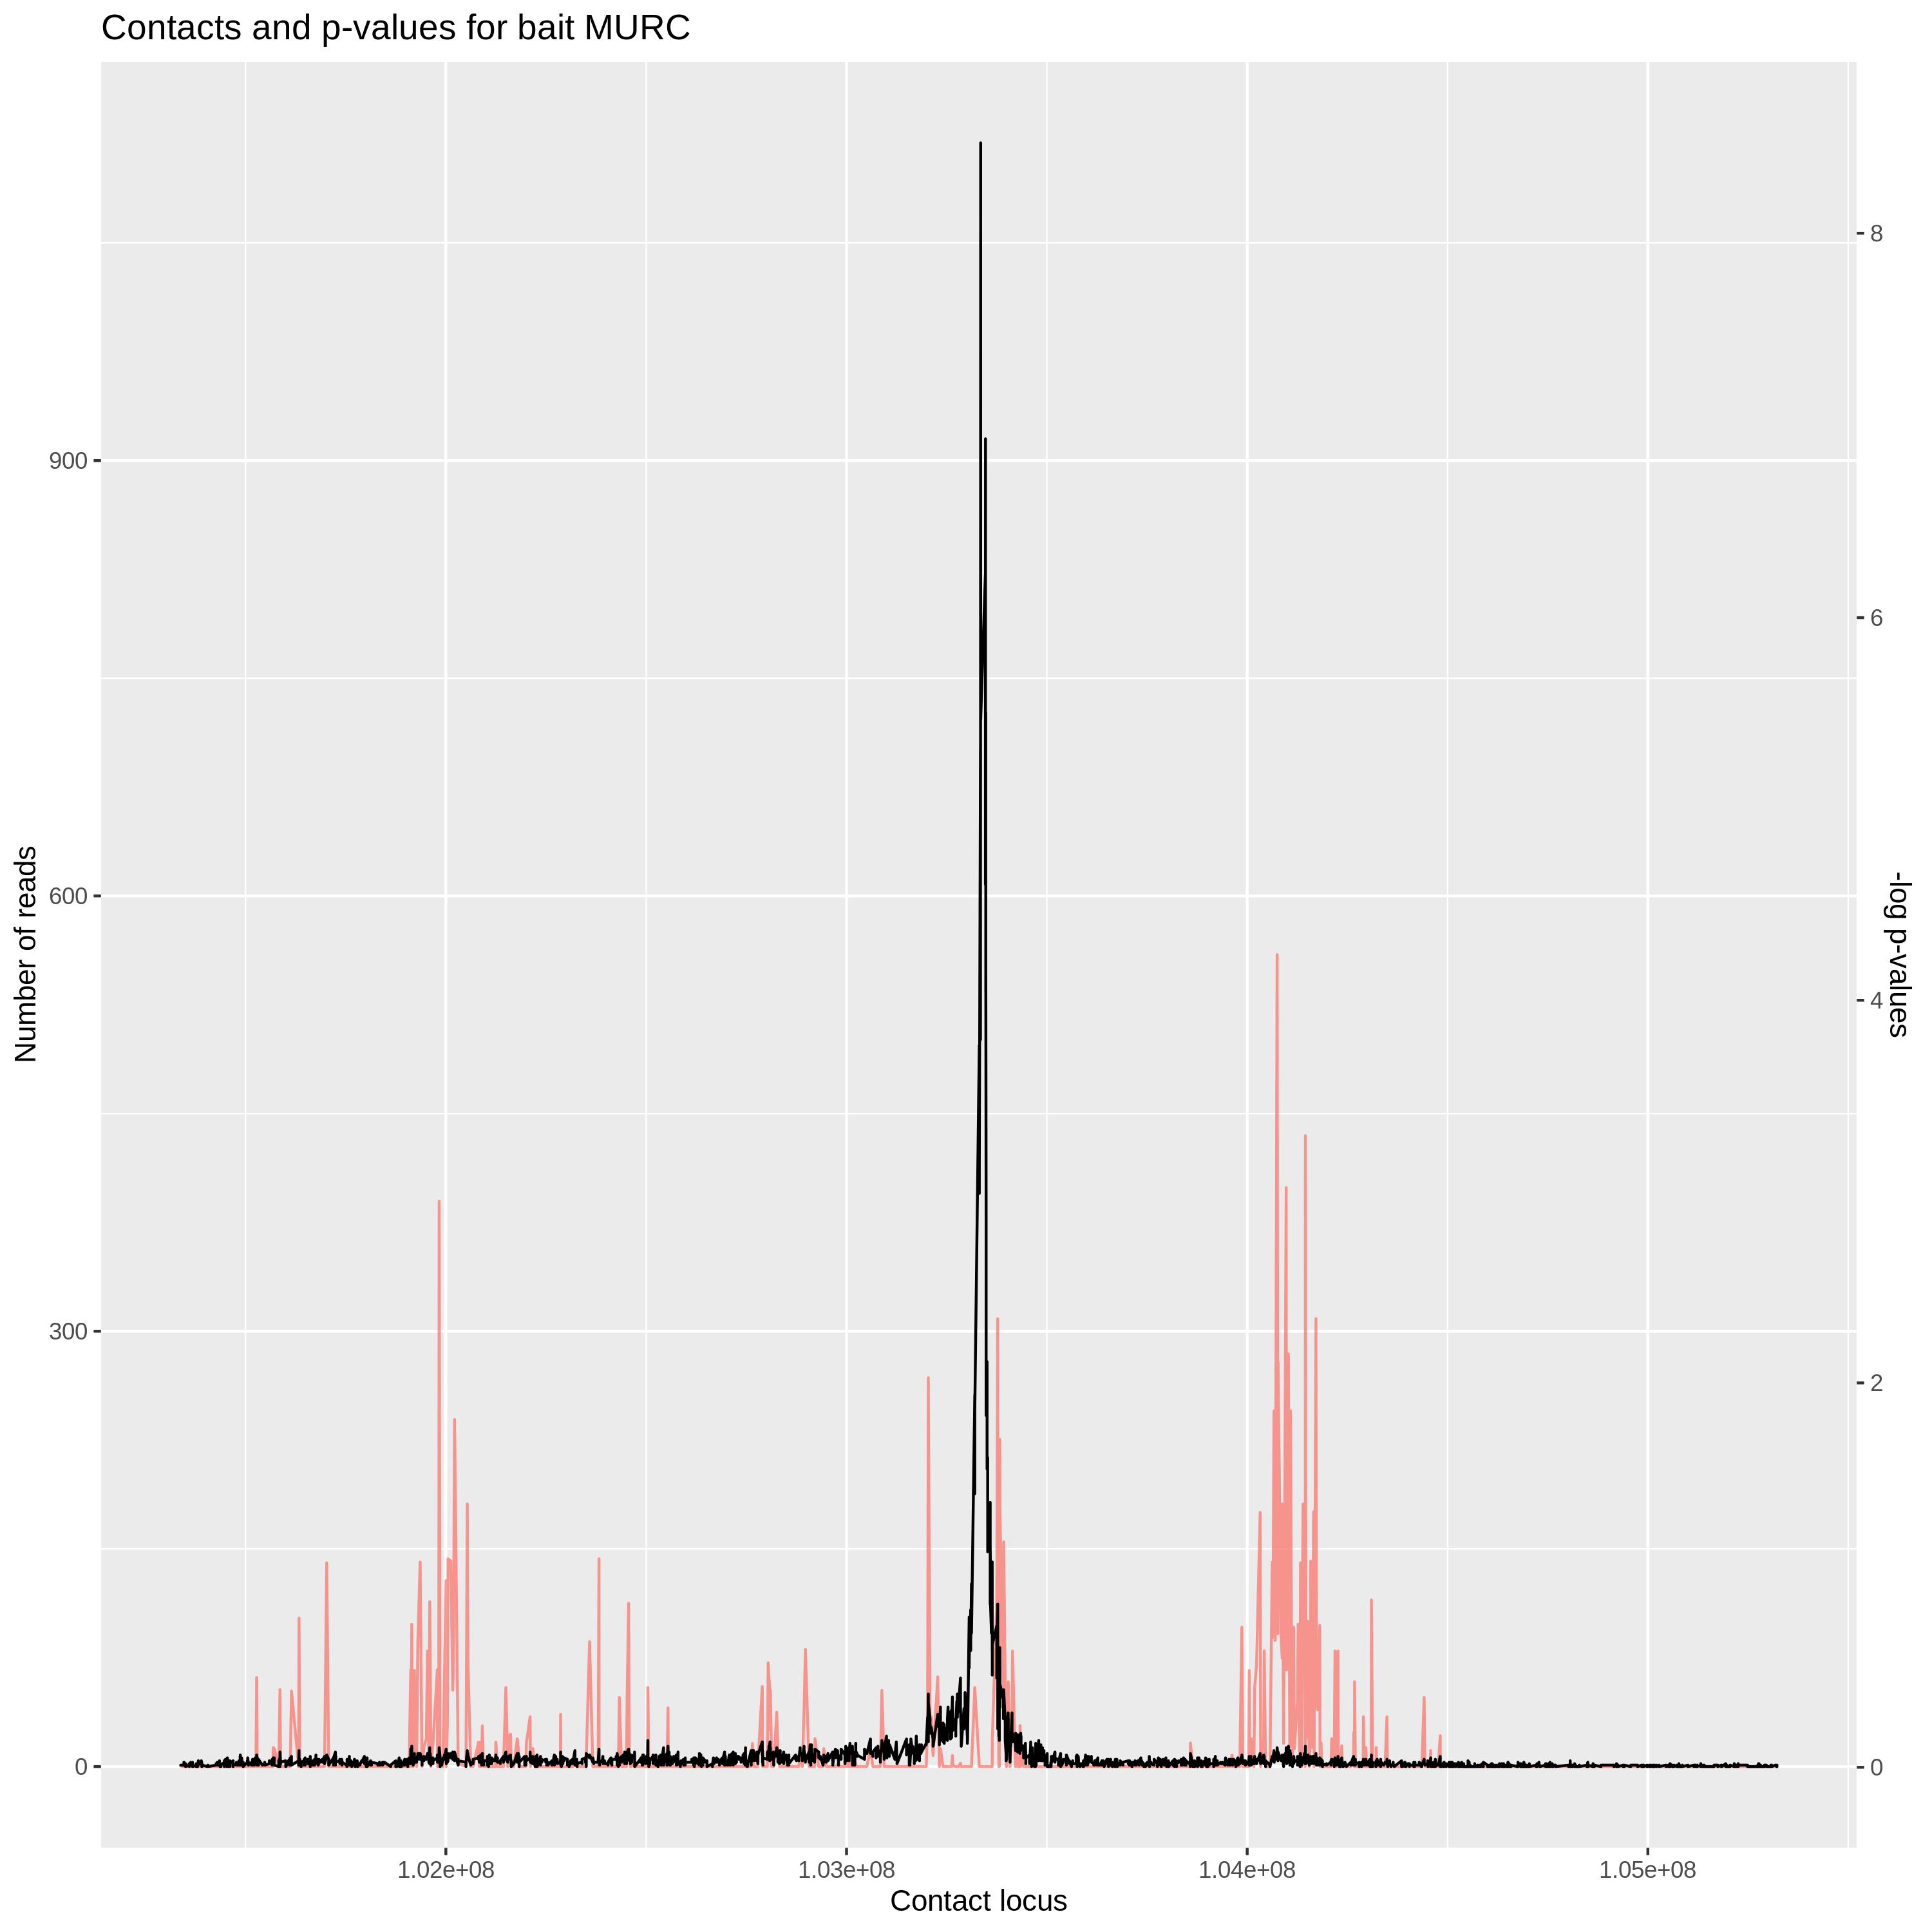 Contacts and p-values for bait MURC
Number of reads
900
600
300
0
8
6
4
2
0
-log p-values
1.02e+08
1.03e+08
1.04e+08
1.05e+08
Contact locus